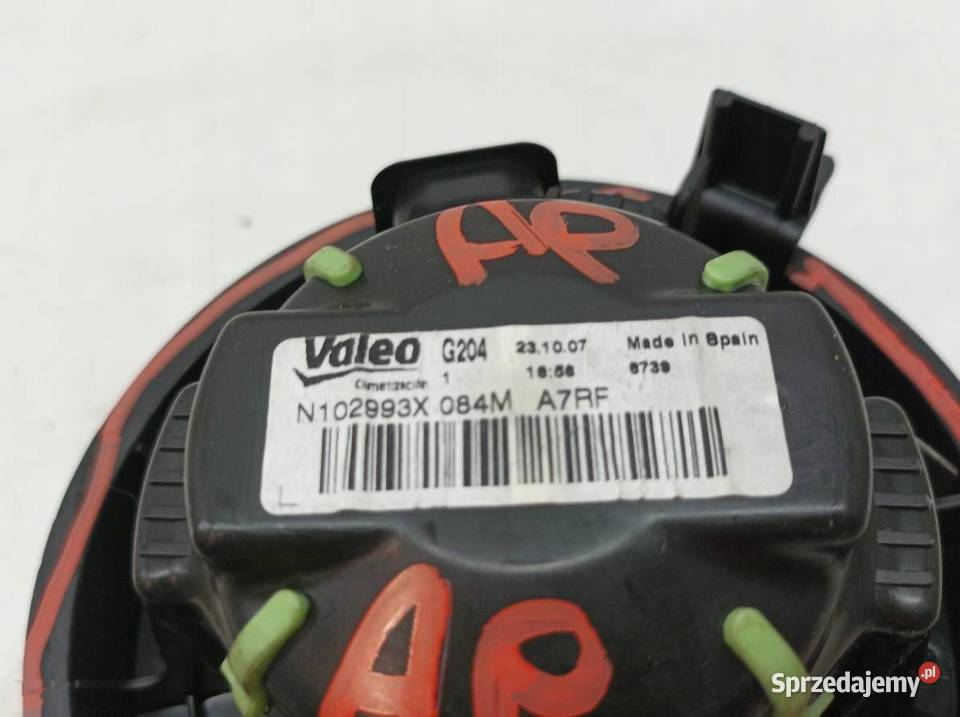 AP
Valeo G204 23.10.07 Made in Spain
Climatización 1 16:56 6739
N102993X 084M A7RF
L
AP
Sprzedajemy.pl